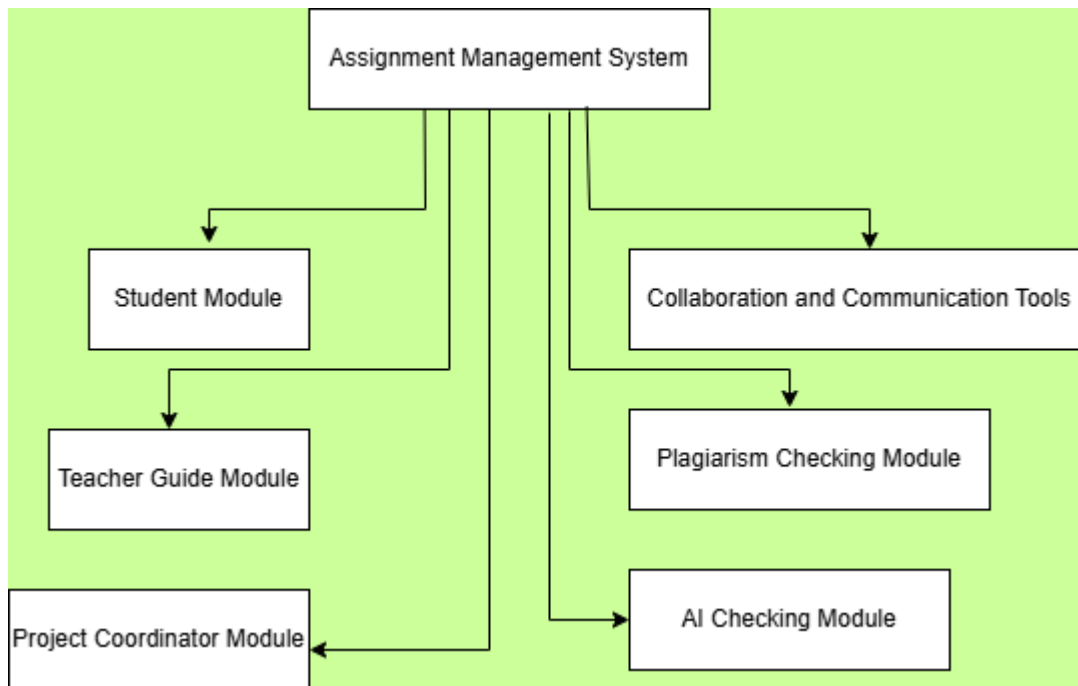 Assignment Management System
Student Module
Collaboration and Communication Tools
Teacher Guide Module
Plagiarism Checking Module
Project Coordinator Module
AI Checking Module